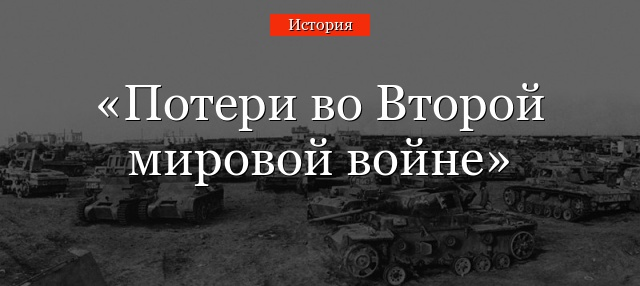 История
«Потери во Второй
мировой войне»